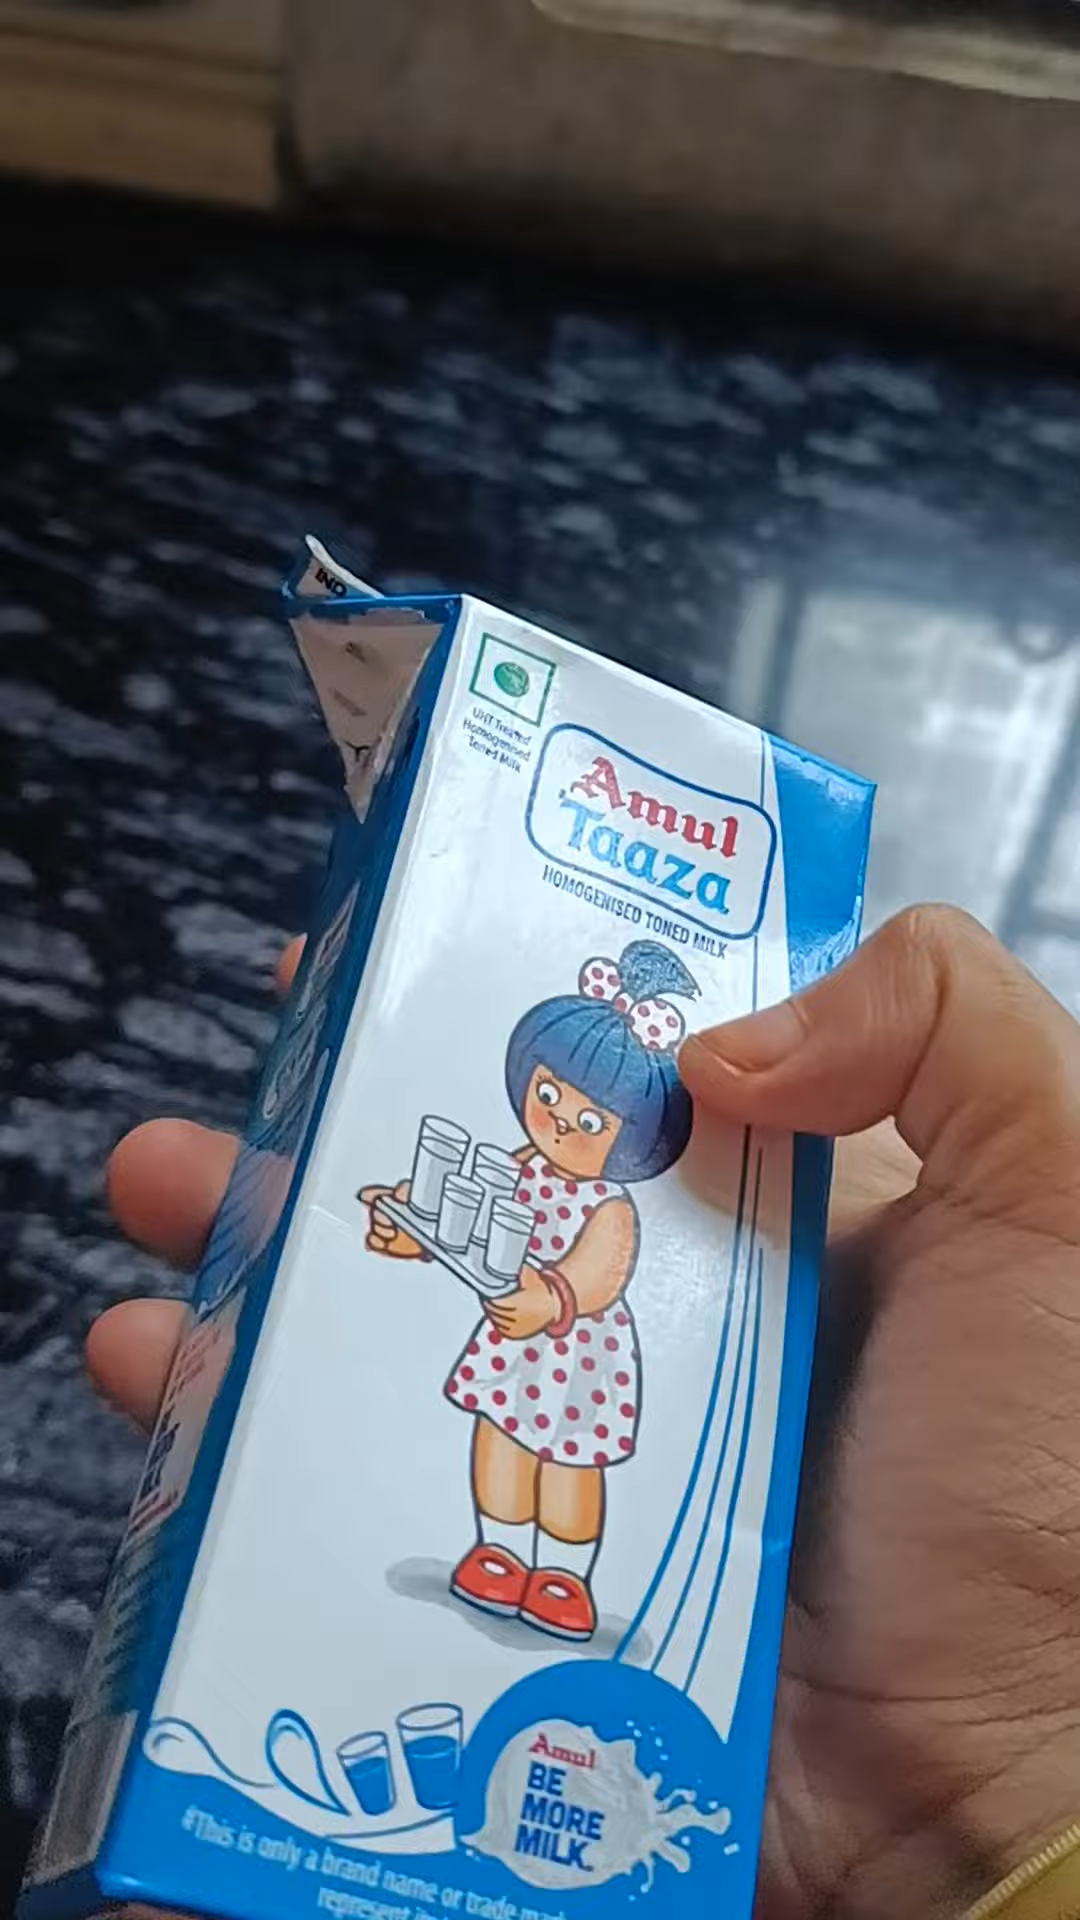 IND
UHT Treated
Homogenised
Toned Milk
Amul
Taaza
HOMOGENISED TONED MILK
Amul
BE
MORE
MILK.
#This is only a brand name or trade mark
represent